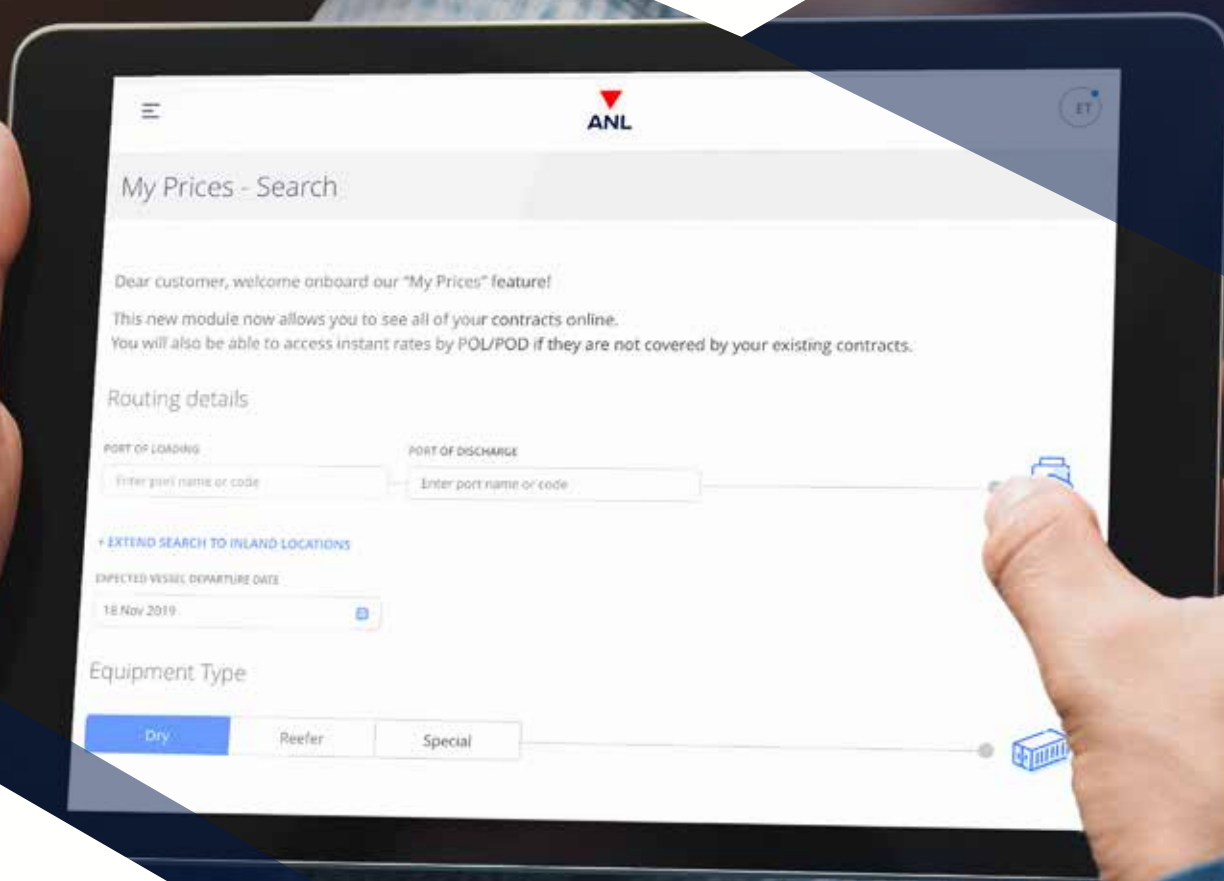 ANL
ET
My Prices - Search
Dear customer, welcome onboard our "My Prices" feature!
This new module now allows you to see all of your contracts online.
You will also be able to access instant rates by POL/POD if they are not covered by your existing contracts.
Routing details
PORT OF LOADING
PORT OF DISCHARGE
Enter port name or code
Enter port name or code
+ EXTEND SEARCH TO INLAND LOCATIONS
EXPECTED VESSEL DEPARTURE DATE
18 Nov 2019
Equipment Type
Dry
Reefer
Special